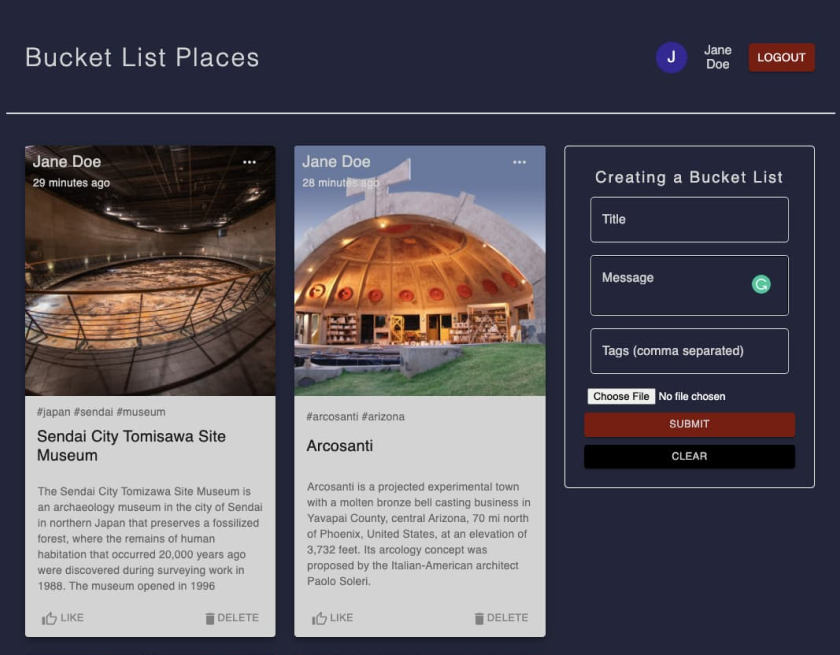 Bucket List Places
J
Jane
Doe
LOGOUT
Jane Doe
29 minutes ago
#japan #sendai #museum
Sendai City Tomisawa Site
Museum
The Sendai City Tomizawa Site Museum is
an archaeology museum in the city of Sendai
in northern Japan that preserves a fossilized
forest, where the remains of human
habitation that occurred 20,000 years ago
were discovered during surveying work in
1988. The museum opened in 1996
LIKE
DELETE
Jane Doe
28 minutes ago
#arcosanti #arizona
Arcosanti
Arcosanti is a projected experimental town
with a molten bronze bell casting business in
Yavapai County, central Arizona, 70 mi north
of Phoenix, United States, at an elevation of
3,732 feet. Its arcology concept was
proposed by the Italian-American architect
Paolo Soleri.
LIKE
DELETE
Creating a Bucket List
Title
Message
Tags (comma separated)
Choose File No file chosen
SUBMIT
CLEAR